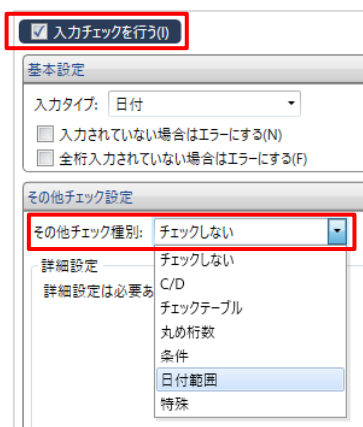 入力チェックを行う(I)
基本設定
入力タイプ: 日付
入力されていない場合はエラーにする(N)
全桁入力されていない場合はエラーにする(F)
その他チェック設定
その他チェック種別: チェックしない
詳細設定
詳細設定は必要あ
チェックしない
C/D
チェックテーブル
丸め桁数
条件
日付範囲
特殊